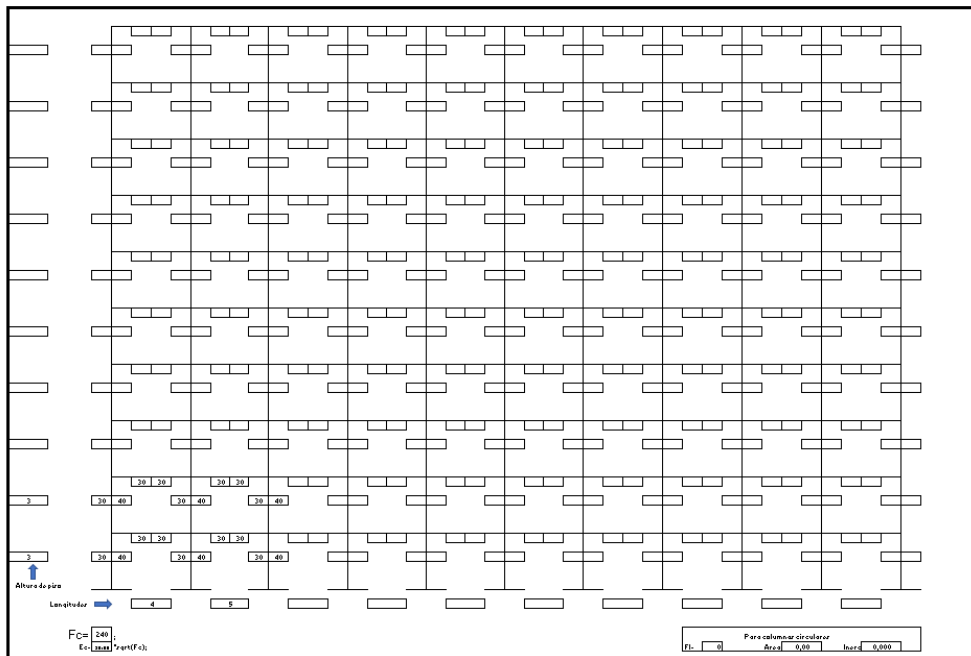 30 30 30 30
3 30 40 30 40 30 40
30 30 30 30
3 30 40 30 40 30 40
Altura de piso
Longitudes 4 5
Fc= 240 ;
Ec= *sqrt(Fc);
Para columnas circulares
FI= 0 Area 0,00 Inerc 0,000